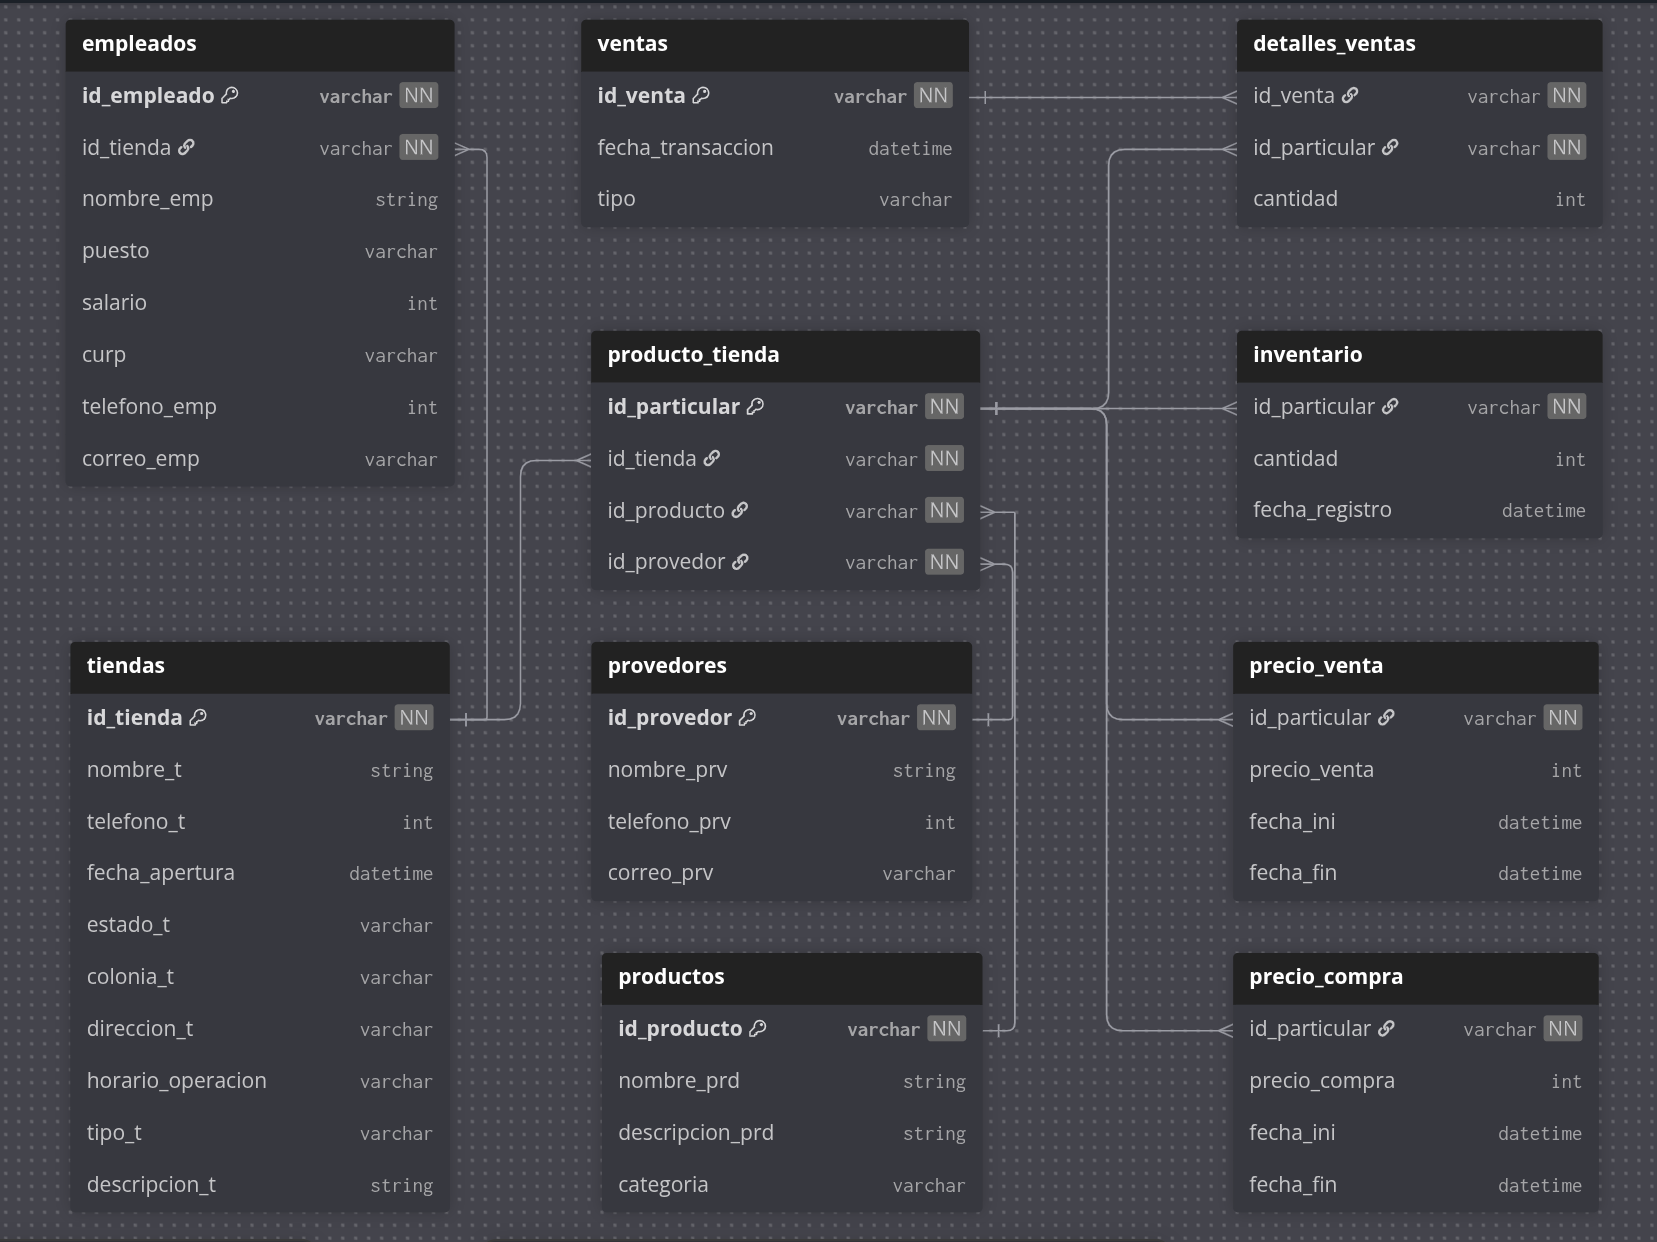 empleados
id_empleado varchar NN
id_tienda varchar NN
nombre_emp string
puesto varchar
salario int
curp varchar
telefono_emp int
correo_emp varchar
ventas
id_venta varchar NN
fecha_transaccion datetime
tipo varchar
detalles_ventas
id_venta varchar NN
id_particular varchar NN
cantidad int
producto_tienda
id_particular varchar NN
id_tienda varchar NN
id_producto varchar NN
id_provedor varchar NN
inventario
id_particular varchar NN
cantidad int
fecha_registro datetime
tiendas
id_tienda varchar NN
nombre_t string
telefono_t int
fecha_apertura datetime
estado_t varchar
colonia_t varchar
direccion_t varchar
horario_operacion varchar
tipo_t varchar
descripcion_t string
provedores
id_provedor varchar NN
nombre_prv string
telefono_prv int
correo_prv varchar
precio_venta
id_particular varchar NN
precio_venta int
fecha_ini datetime
fecha_fin datetime
productos
id_producto varchar NN
nombre_prd string
descripcion_prd string
categoria varchar
precio_compra
id_particular varchar NN
precio_compra int
fecha_ini datetime
fecha_fin datetime